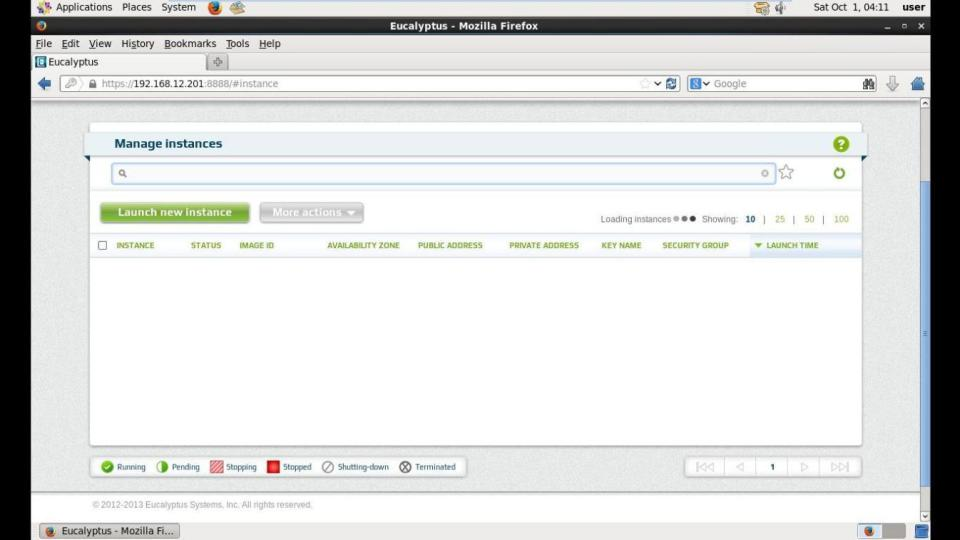 Applications Places System Sat Oct 1, 04:11 user
Eucalyptus - Mozilla Firefox
File Edit View History Bookmarks Tools Help
Eucalyptus
https://192.168.12.201:8888/#instance Google
Manage instances ?
Launch new instance More actions Loading instances Showing: 10 | 25 | 50 | 100
INSTANCE STATUS IMAGE ID AVAILABILITY ZONE PUBLIC ADDRESS PRIVATE ADDRESS KEY NAME SECURITY GROUP LAUNCH TIME
Running Pending Stopping Stopped Shutting-down Terminated 1
© 2012-2013 Eucalyptus Systems, Inc. All rights reserved.
Eucalyptus - Mozilla Fi...